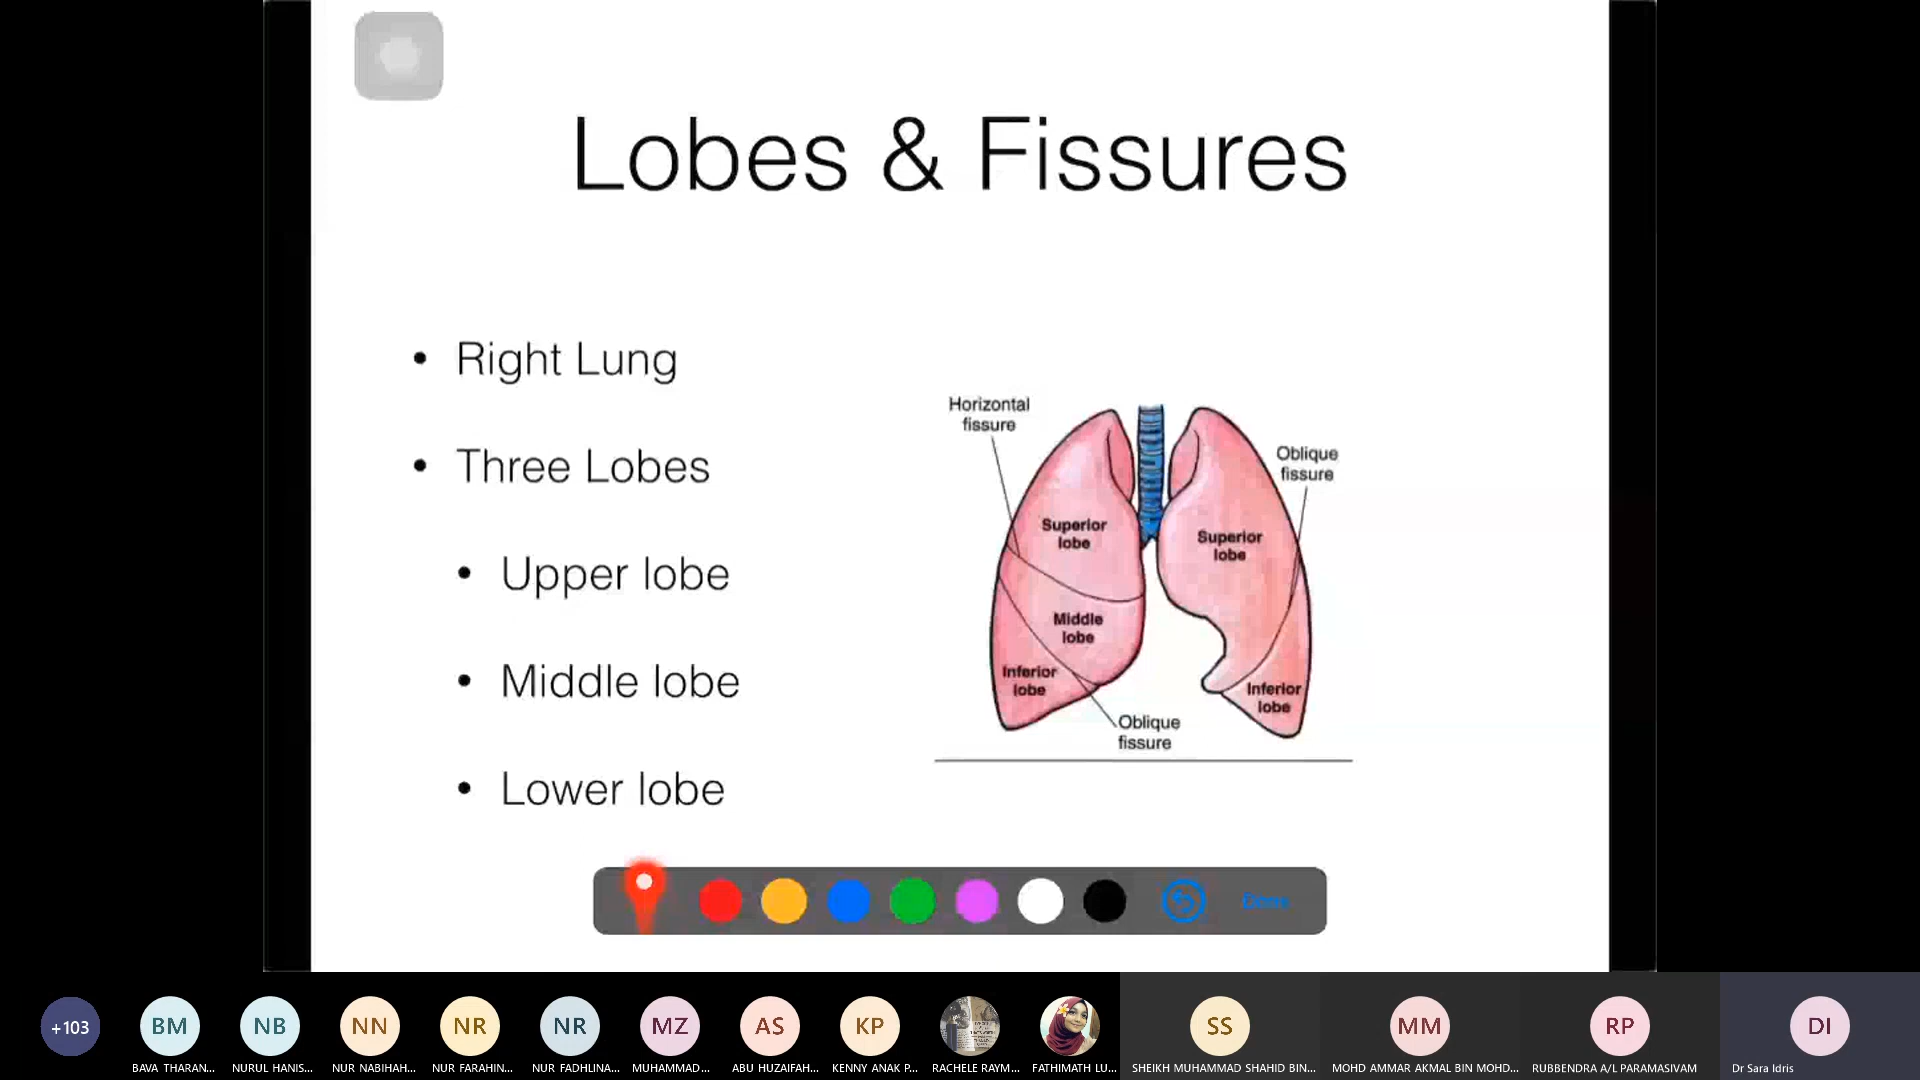 Lobes & Fissures
• Right Lung
• Three Lobes
• Upper lobe
• Middle lobe
• Lower lobe
Horizontal
fissure
Oblique
fissure
Superior
lobe
Superior
lobe
Middle
lobe
Inferior
lobe
Inferior
lobe
Oblique
fissure
Done
+103
BM
NB
NN
NR
NR
MZ
AS
KP
SS
MM
RP
DI
BAVA THARAN...
NURUL HANIS...
NUR NABIHAH...
NUR FARAHIN...
NUR FADHLINA...
MUHAMMAD...
ABU HUZAIFAH...
KENNY ANAK P...
RACHELE RAYM...
FATHIMATH LU...
SHEIKH MUHAMMAD SHAHID BIN...
MOHD AMMAR AKMAL BIN MOHD...
RUBBENDRA A/L PARAMASIVAM
Dr Sara Idris